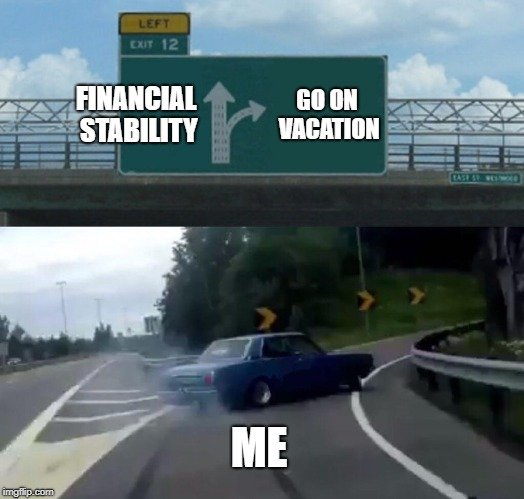 LEFT
EXIT 12
FINANCIAL
STABILITY
GO ON
VACATION
ME
imgflip.com